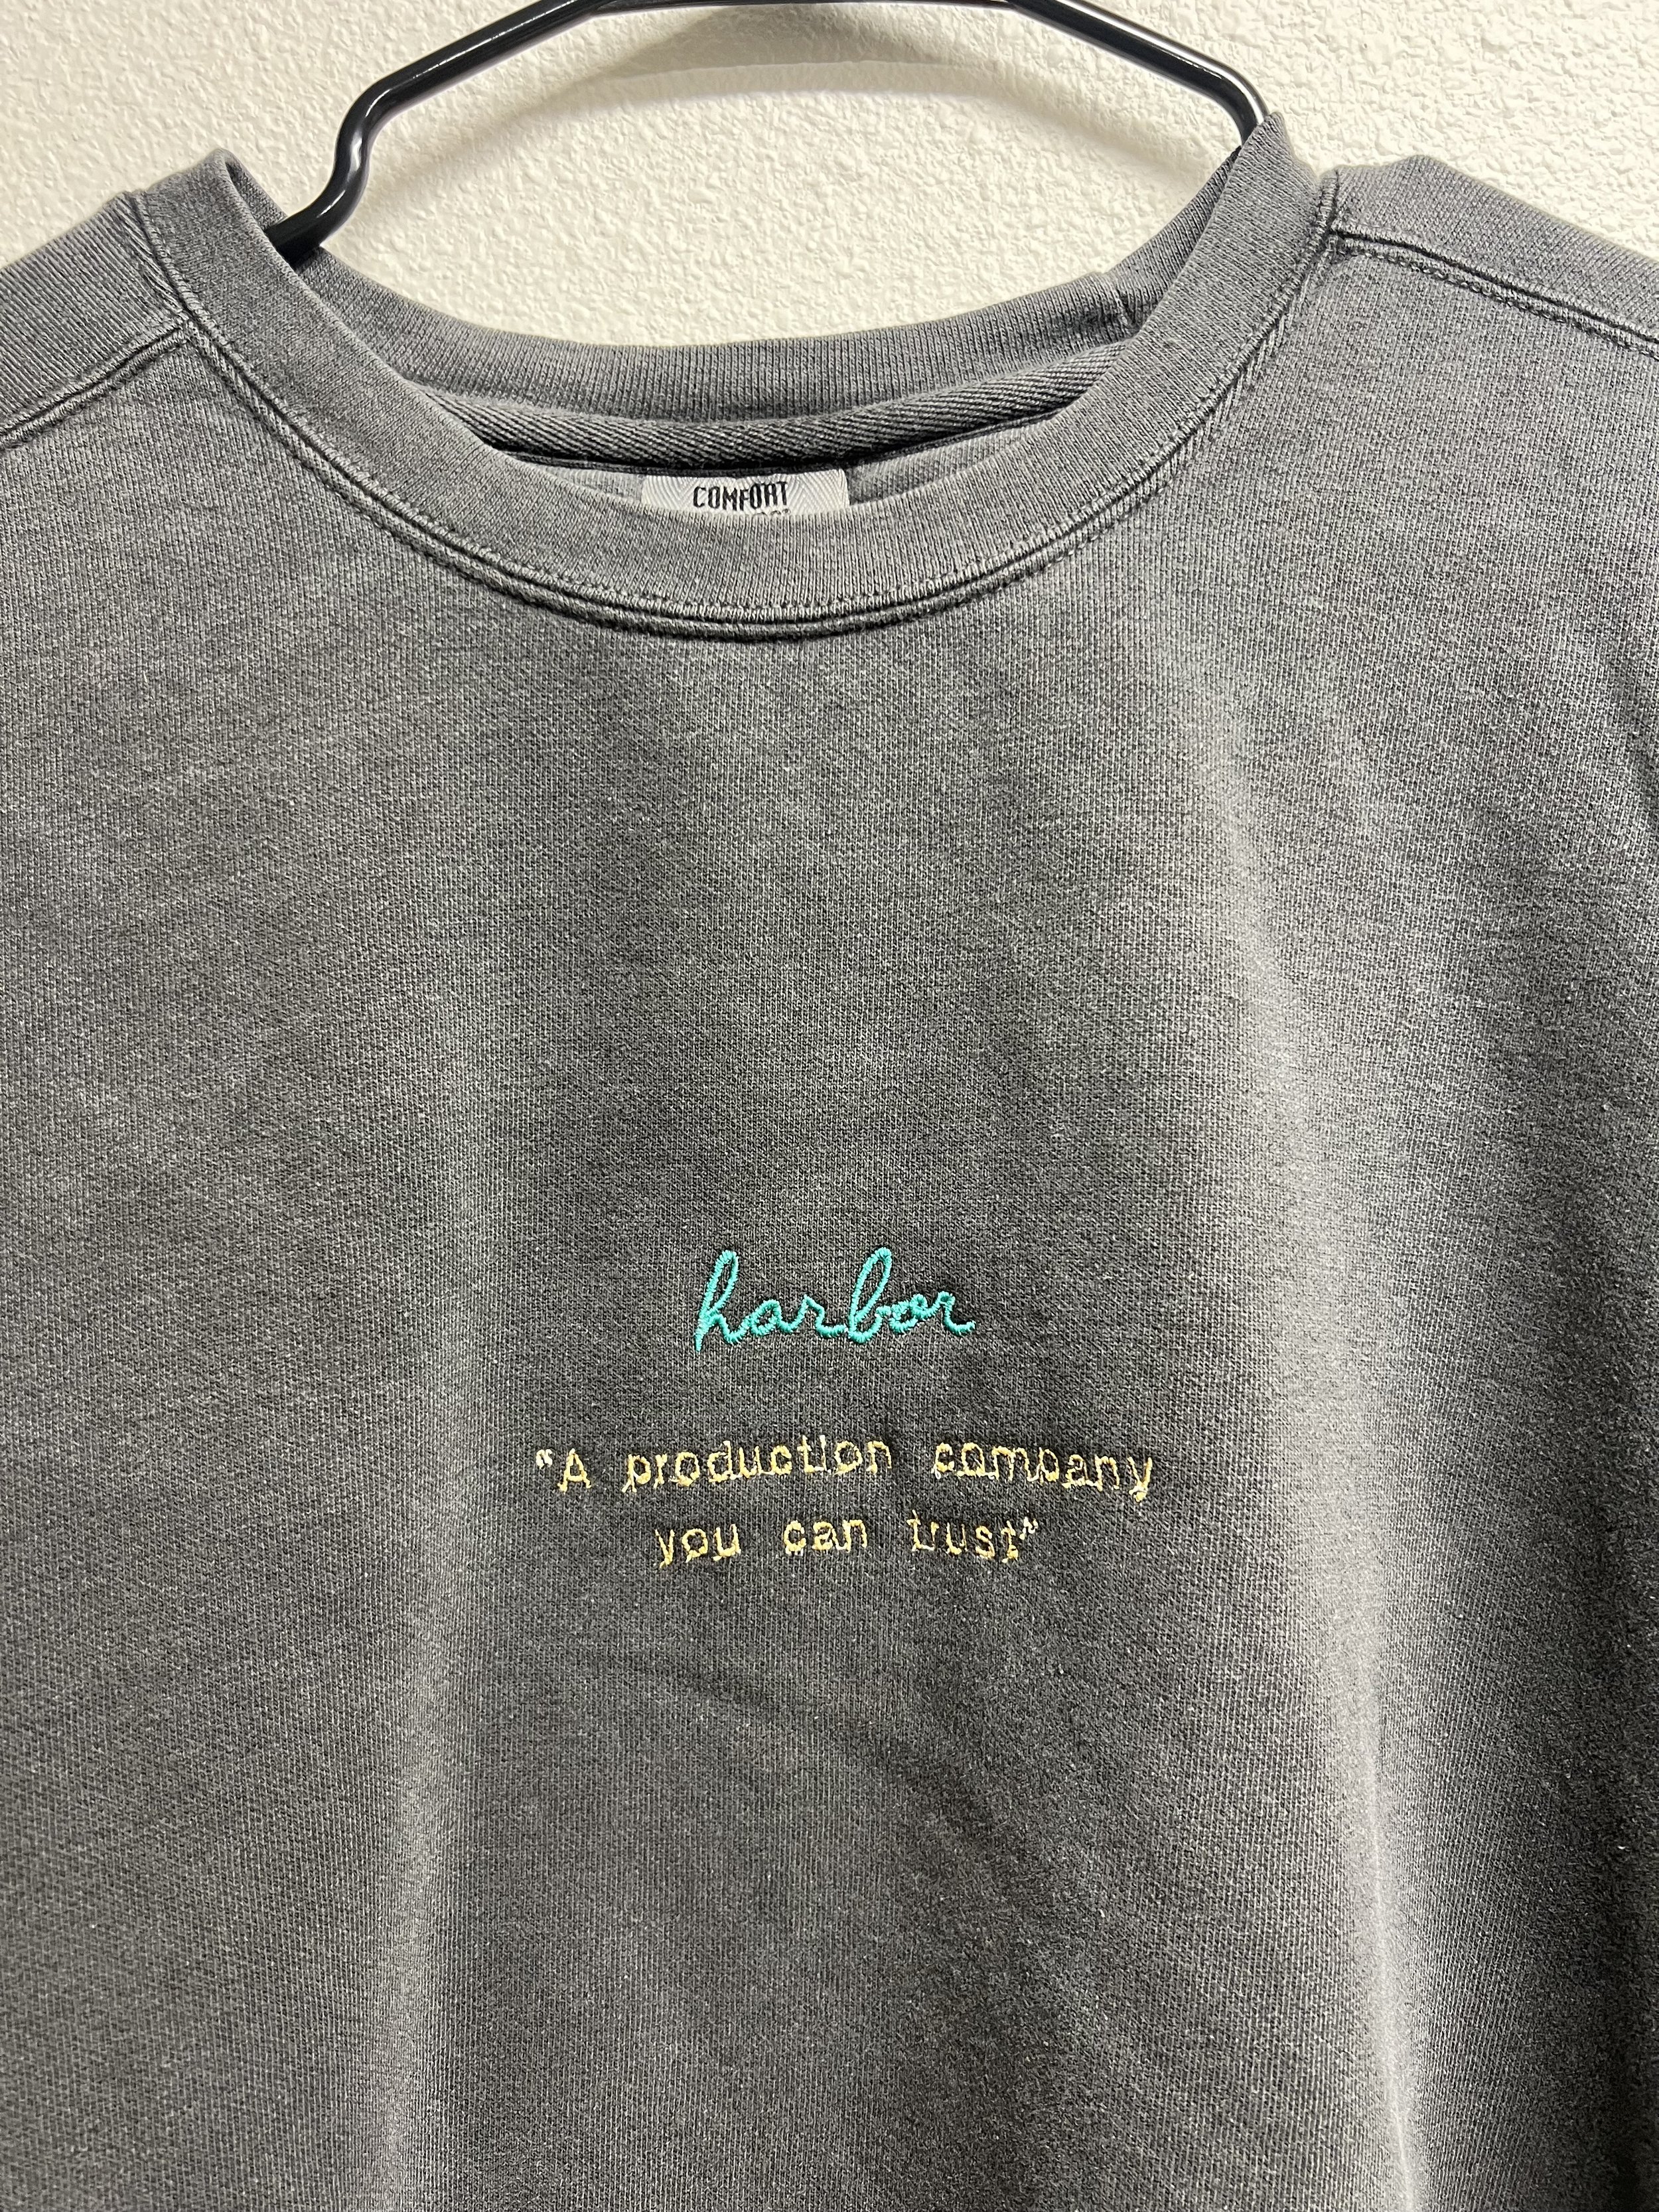 COMFORT
harbor
"A production company
you can trust"